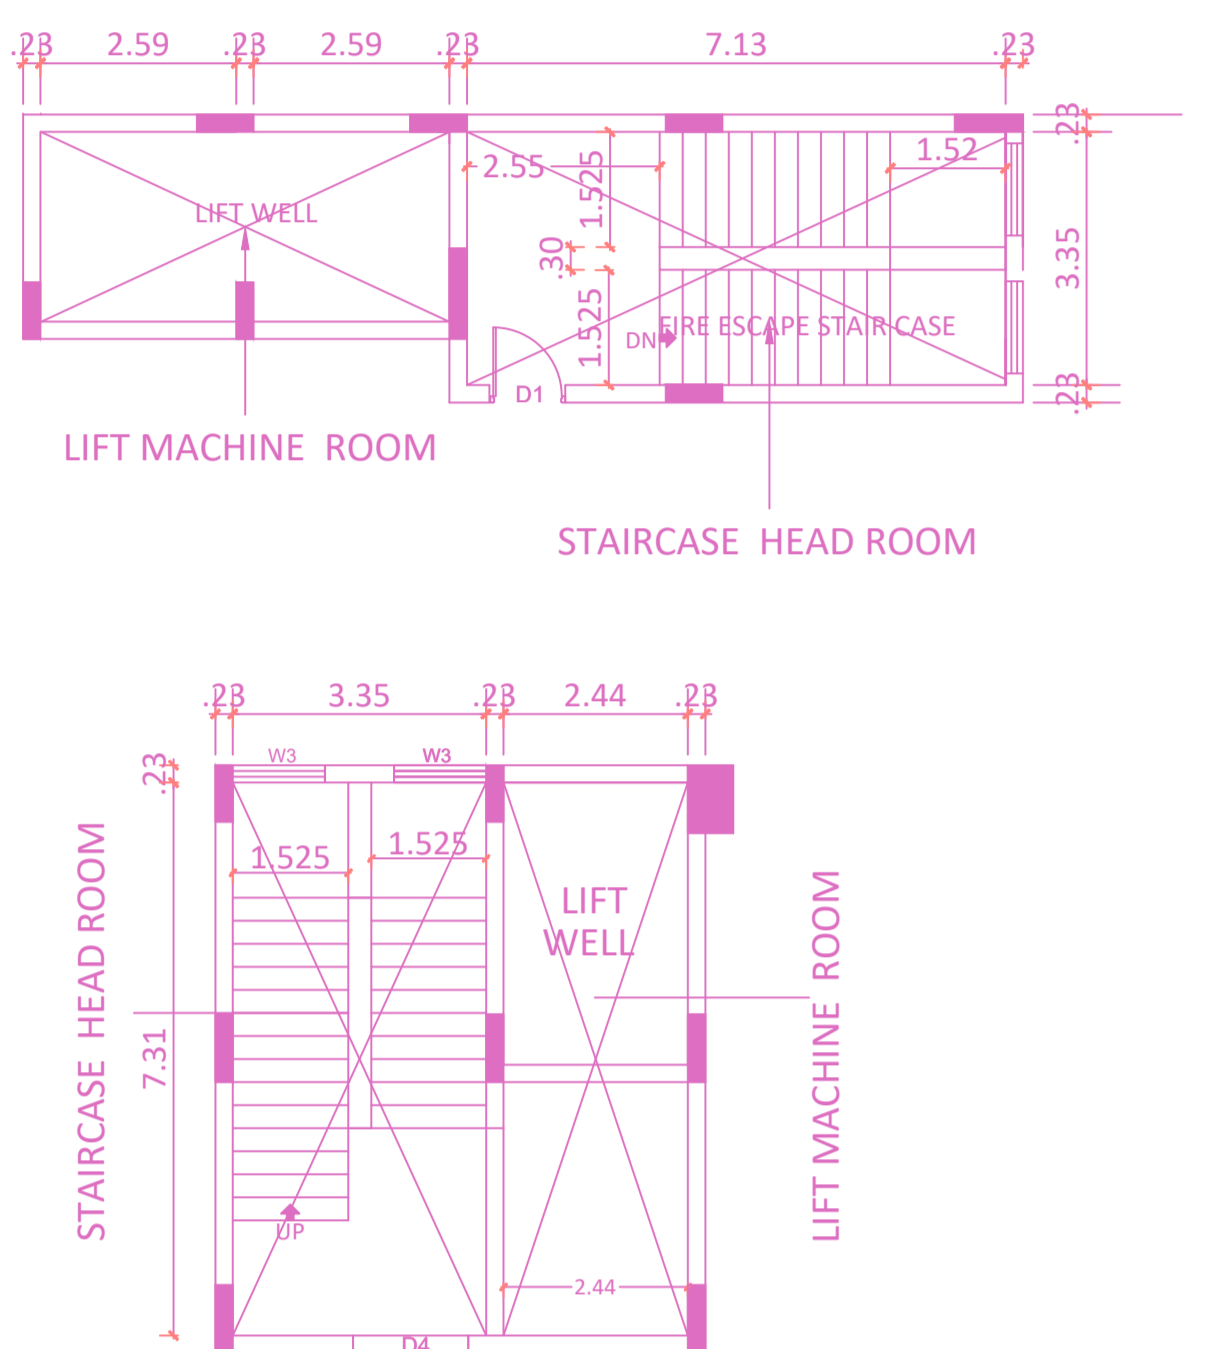 .23 2.59 .23 2.59 .23 7.13 .23
.23
2.55
1.525
1.52
LIFT WELL
.30
3.35
1.525
FIRE ESCAPE STAIR CASE
DN
D1
.23
LIFT MACHINE ROOM
STAIRCASE HEAD ROOM
.23 3.35 .23 2.44 .23
W3 W3
.23
1.525 1.525
LIFT
WELL
STAIRCASE HEAD ROOM
7.31
LIFT MACHINE ROOM
UP
2.44
D4